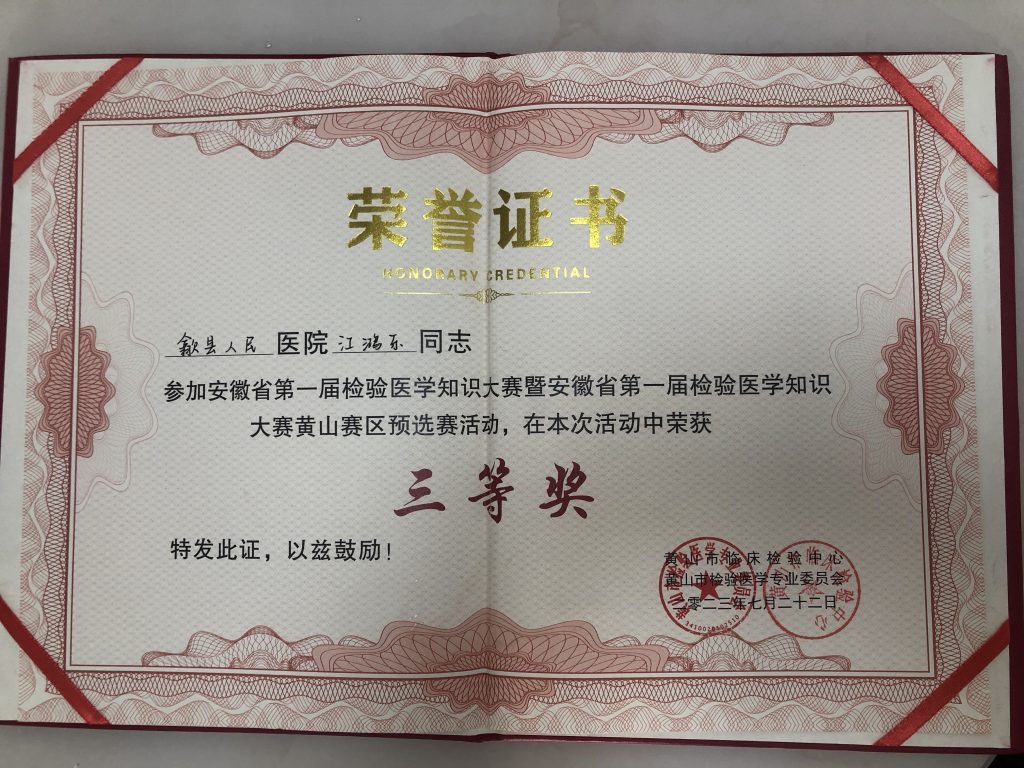 荣誉证书
HONORARY CREDENTIAL
歙县人民医院江鸿乐同志
参加安徽省第一届检验医学知识大赛暨安徽省第一届检验医学知识
大赛黄山赛区预选赛活动，在本次活动中荣获
三等奖
特发此证，以兹鼓励！
黄山市临床检验中心
黄山市检验医学专业委员会
二零二三年七月二十二日